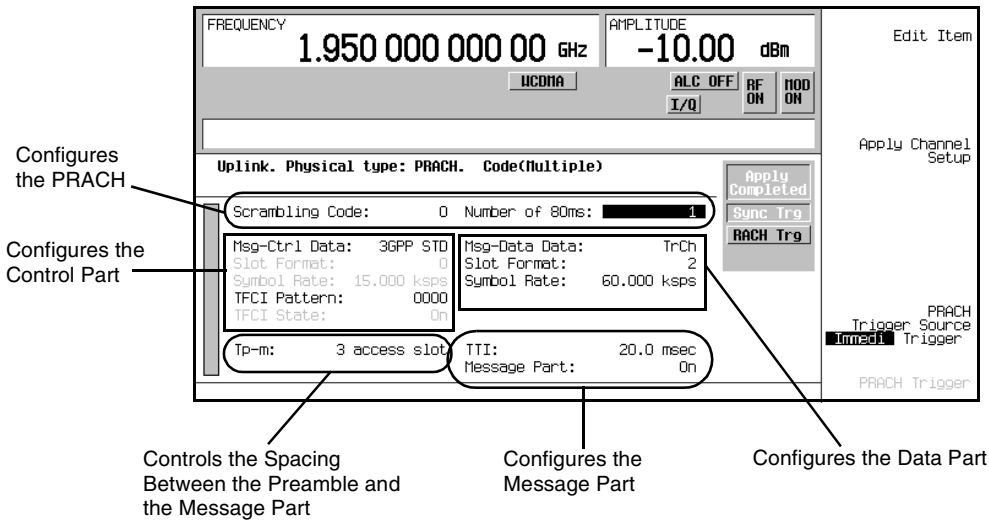 FREQUENCY
1.950 000 000 00 GHz
AMPLITUDE
-10.00 dBm
WCDMA
ALC OFF
I/Q
RF ON
MOD ON
Edit Item
Apply Channel
Setup
Configures
the PRACH
Uplink. Physical type: PRACH. Code(Multiple)
Apply
Completed
Sync Trg
RACH Trg
Scrambling Code: 0 Number of 80ms: 1
Configures the
Control Part
Msg-Ctrl Data: 3GPP STD
Slot Format: 0
Symbol Rate: 15.000 ksps
TFCI Pattern: 0000
TFCI State: On
Msg-Data Data: TrCh
Slot Format: 2
Symbol Rate: 60.000 ksps
Tp-m: 3 access slot
TTI: 20.0 msec
Message Part: On
PRACH
Trigger Source
Immedi Trigger
PRACH Trigger
Controls the Spacing
Between the Preamble and
the Message Part
Configures the
Message Part
Configures the Data Part